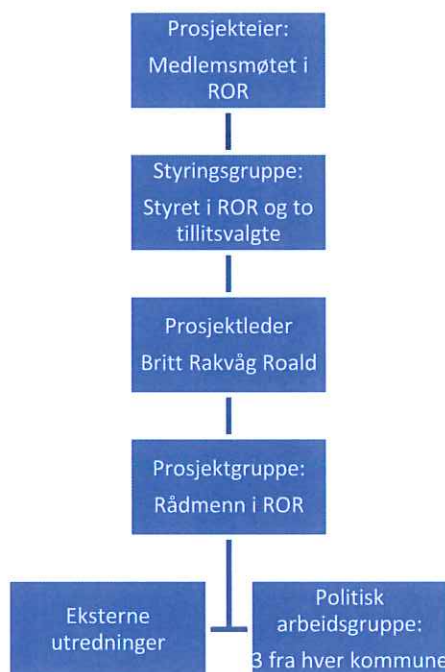 Prosjekteier:
Medlemsmøtet i
ROR
Styringsgruppe:
Styret i ROR og to
tillitsvalgte
Prosjektleder
Britt Rakvåg Roald
Prosjektgruppe:
Rådmenn i ROR
Eksterne
utredninger
Politisk
arbeidsgruppe:
3 fra hver kommune